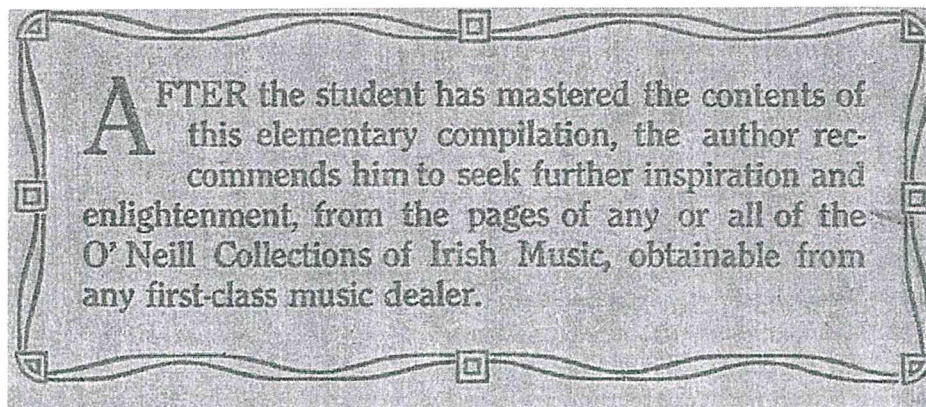 AFTER the student has mastered the contents of
this elementary compilation, the author rec-
commends him to seek further inspiration and
enlightenment, from the pages of any or all of the
O' Neill Collections of Irish Music, obtainable from
any first-class music dealer.